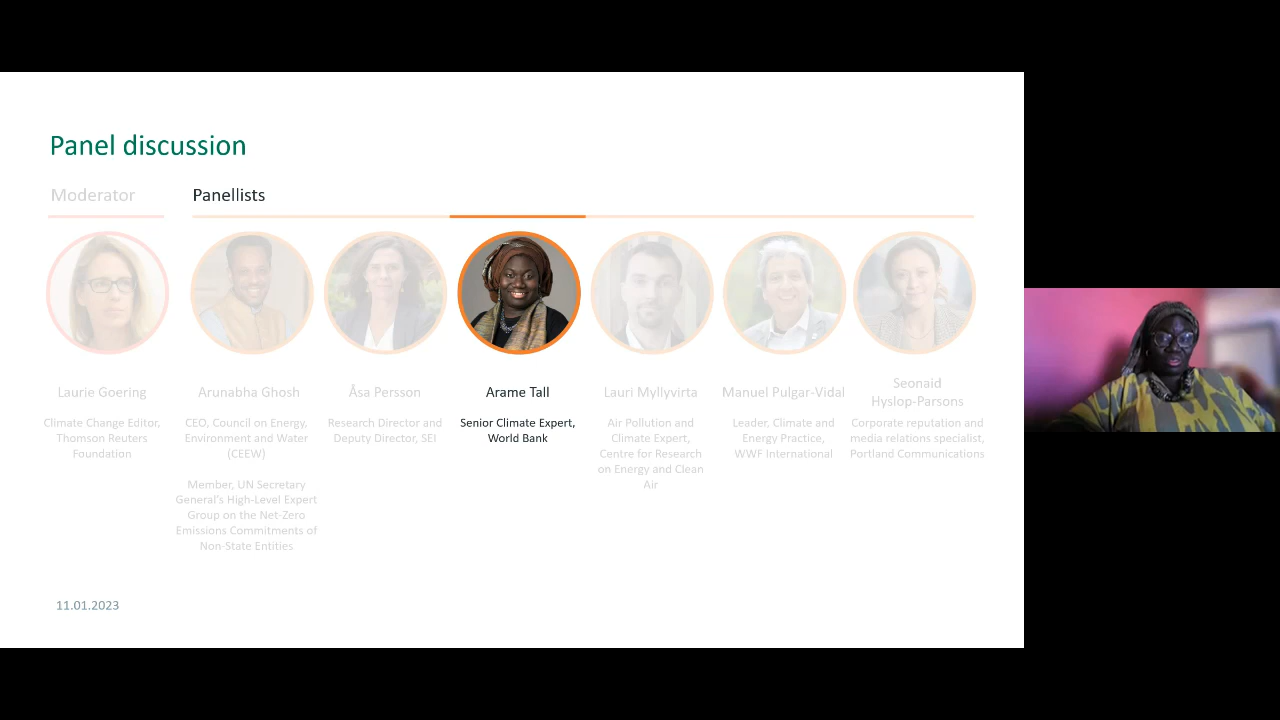 Panel discussion
Moderator
Panellists
Laurie Goering
Climate Change Editor,
Thomson Reuters
Foundation
Arunabha Ghosh
CEO, Council on Energy,
Environment and Water
(CEEW)
Member, UN Secretary
General's High-Level Expert
Group on the Net-Zero
Emissions Commitments of
Non-State Entities
Åsa Persson
Research Director and
Deputy Director, SEI
Arame Tall
Senior Climate Expert,
World Bank
Lauri Myllyvirta
Air Pollution and
Climate Expert,
Centre for Research
on Energy and Clean
Air
Manuel Pulgar-Vidal
Leader, Climate and
Energy Practice,
WWF International
Seonaid
Hyslop-Parsons
Corporate reputation and
media relations specialist,
Portland Communications
11.01.2023